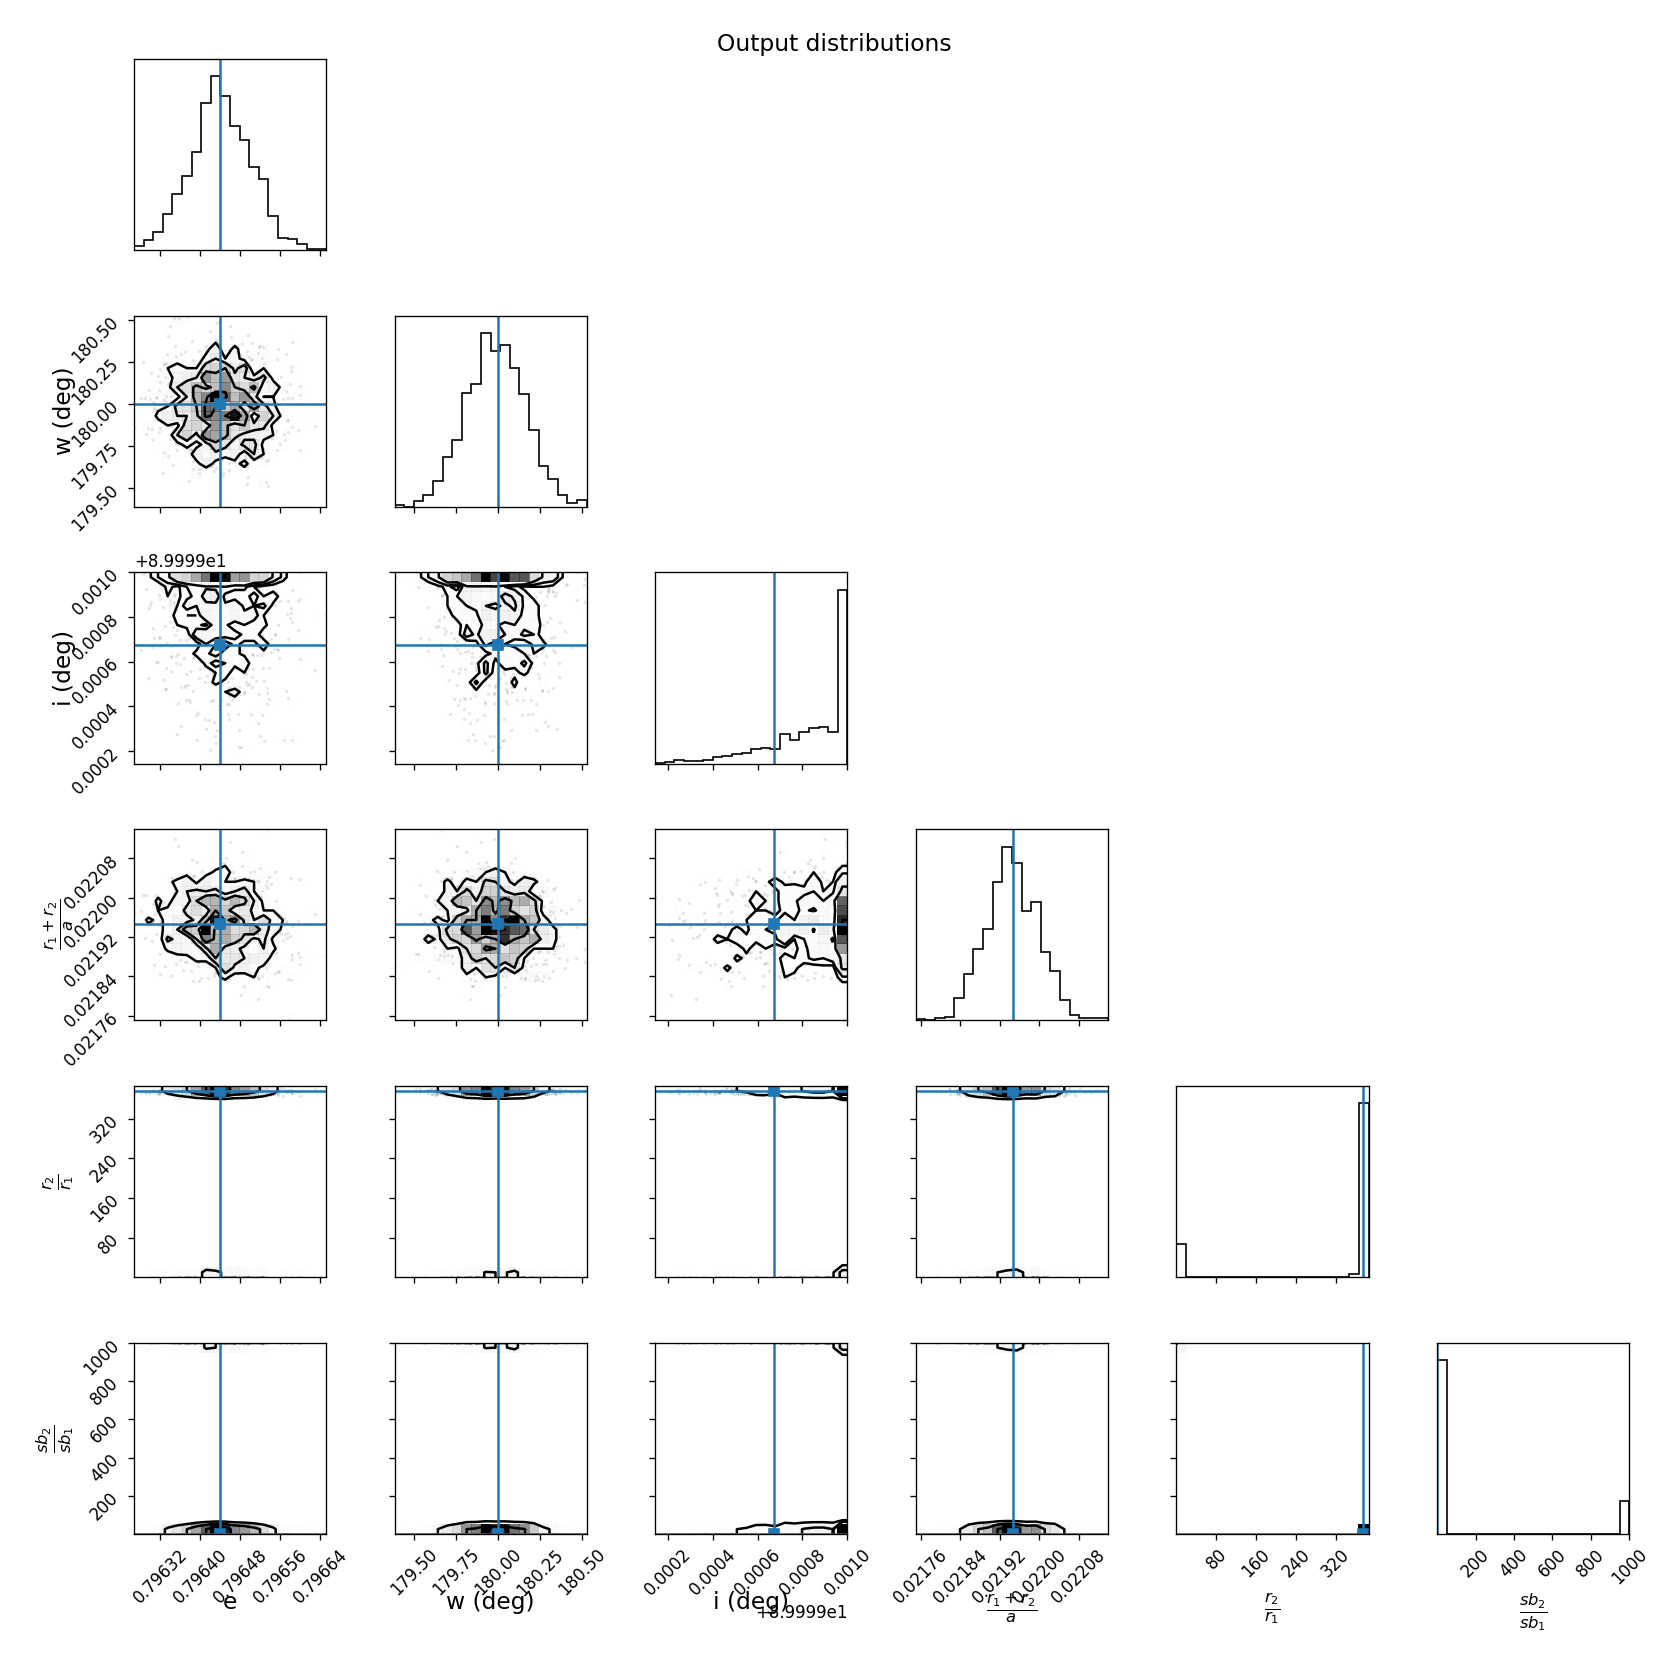 Output distributions
w (deg)
180.50
180.25
180.00
179.75
179.50
+8.9999e1
i (deg)
0.0010
0.0008
0.0006
0.0004
0.0002
r₁ + r₂
a
0.02208
0.02200
0.02192
0.02184
0.02176
r₂
r₁
320
240
160
80
sb₂
sb₁
1000
800
600
400
200
0.79632 0.79640 0.79648 0.79656 0.79664
e
179.50 179.75 180.00 180.25 180.50
w (deg)
0.0002 0.0004 0.0006 0.0008 0.0010
i (deg)
+8.9999e1
0.02176 0.02184 0.02192 0.02200 0.02208
r₁ + r₂
a
80 160 240 320
r₂
r₁
200 400 600 800 1000
sb₂
sb₁